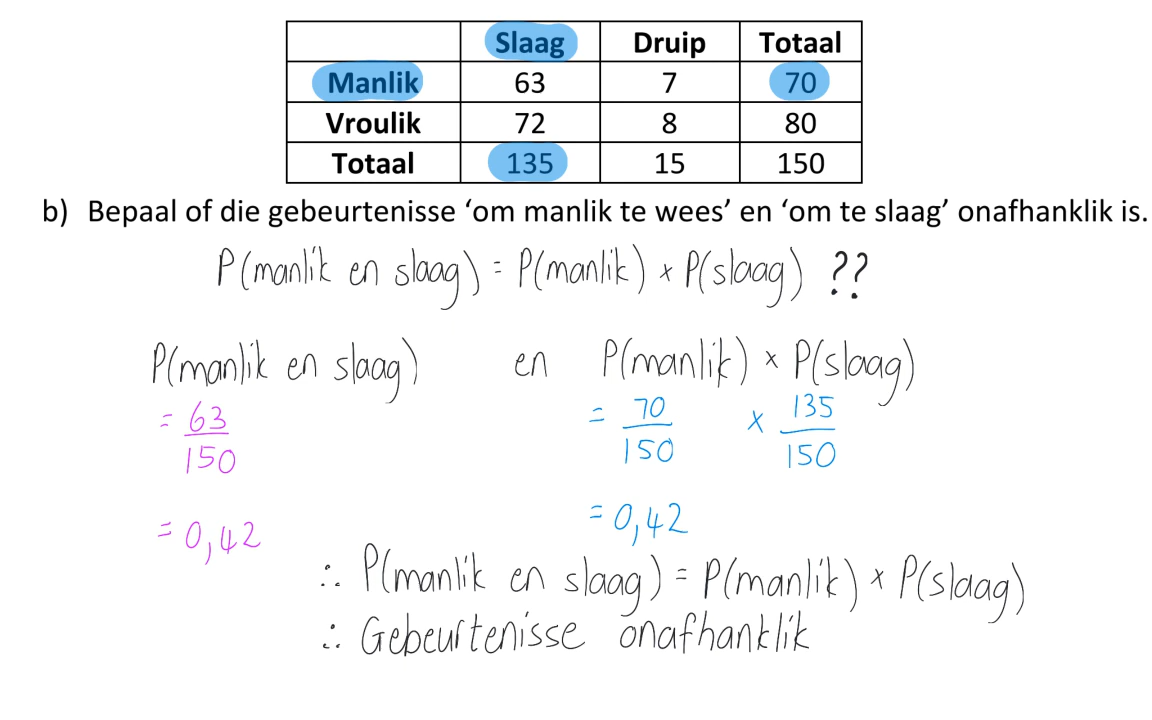 Slaag Druip Totaal
Manlik 63 7 70
Vroulik 72 8 80
Totaal 135 15 150
b) Bepaal of die gebeurtenisse ‘om manlik te wees’ en ‘om te slaag’ onafhanklik is.
P(manlik en slaag) = P(manlik) × P(slaag) ??
P(manlik en slaag) en P(manlik) × P(slaag)
= 63/150 = 70/150 × 135/150
= 0,42 = 0,42
∴ P(manlik en slaag) = P(manlik) × P(slaag)
∴ Gebeurtenisse onafhanklik